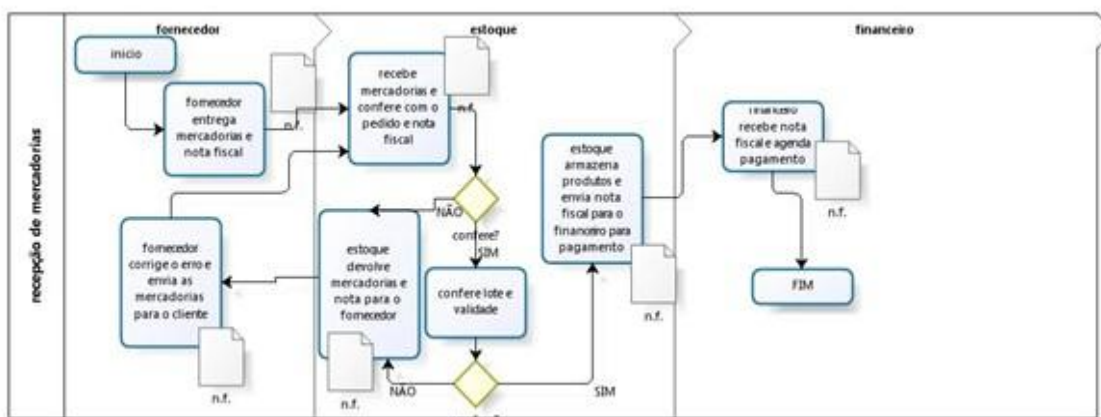 fornecedor
estoque
financeiro
recepção de mercadorias
inicio
fornecedor
entrega
mercadorias e
nota fiscal
n.f.
recebe
mercadorias e
confere com o
pedido e nota
fiscal
n.f.
NÃO
confere?
SIM
fornecedor
corrige o erro e
envia as
mercadorias
para o cliente
n.f.
estoque
devolve
mercadorias e
nota para o
fornecedor
n.f.
confere lote e
validade
NÃO
SIM
estoque
armazena
produtos e
envia nota
fiscal para o
financeiro para
pagamento
n.f.
financeiro
recebe nota
fiscal e agenda
pagamento
n.f.
FIM